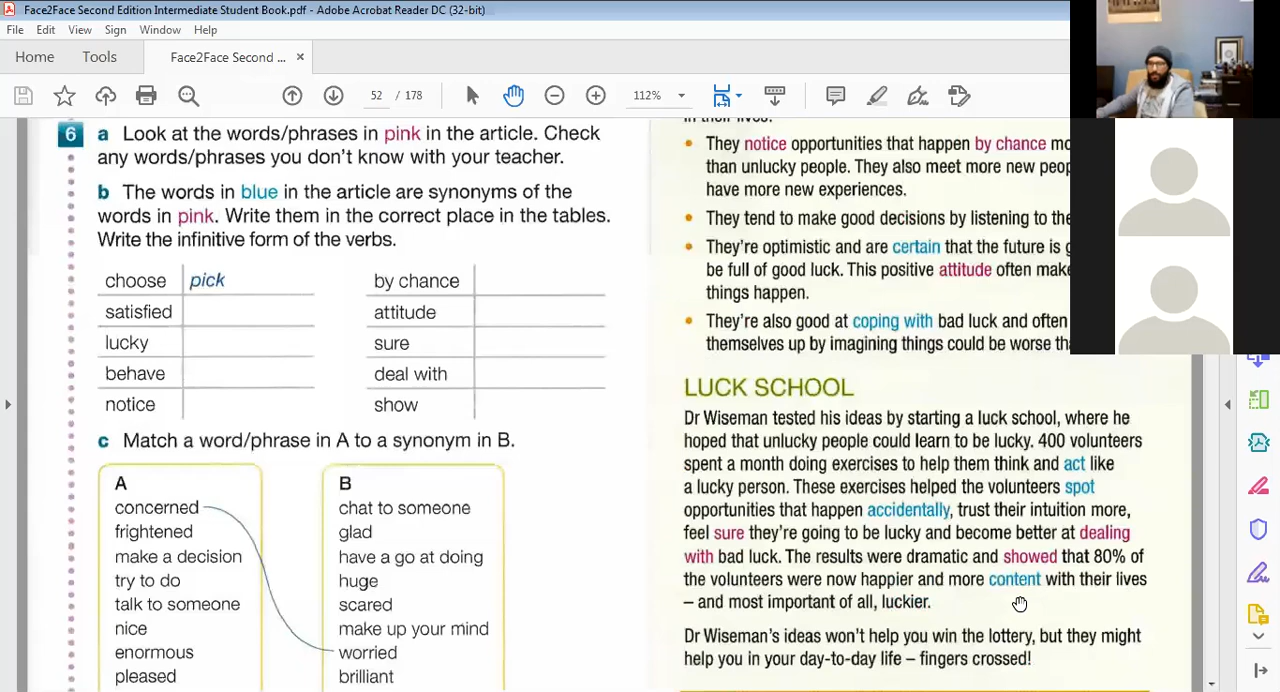 Face2Face Second Edition Intermediate Student Book.pdf - Adobe Acrobat Reader DC (32-bit)
File Edit View Sign Window Help
Home Tools Face2Face Second ... ×
52 / 178 112%
6 a Look at the words/phrases in pink in the article. Check
any words/phrases you don't know with your teacher.
b The words in blue in the article are synonyms of the
words in pink. Write them in the correct place in the tables.
Write the infinitive form of the verbs.
choose pick by chance
satisfied attitude
lucky sure
behave deal with
notice show
c Match a word/phrase in A to a synonym in B.
A
concerned
frightened
make a decision
try to do
talk to someone
nice
enormous
pleased
B
chat to someone
glad
have a go at doing
huge
scared
make up your mind
worried
brilliant
in their lives:
• They notice opportunities that happen by chance mo
than unlucky people. They also meet more new peop
have more new experiences.
• They tend to make good decisions by listening to the
• They're optimistic and are certain that the future is g
be full of good luck. This positive attitude often make
things happen.
• They're also good at coping with bad luck and often
themselves up by imagining things could be worse tha
LUCK SCHOOL
Dr Wiseman tested his ideas by starting a luck school, where he
hoped that unlucky people could learn to be lucky. 400 volunteers
spent a month doing exercises to help them think and act like
a lucky person. These exercises helped the volunteers spot
opportunities that happen accidentally, trust their intuition more,
feel sure they're going to be lucky and become better at dealing
with bad luck. The results were dramatic and showed that 80% of
the volunteers were now happier and more content with their lives
– and most important of all, luckier.
Dr Wiseman's ideas won't help you win the lottery, but they might
help you in your day-to-day life – fingers crossed!